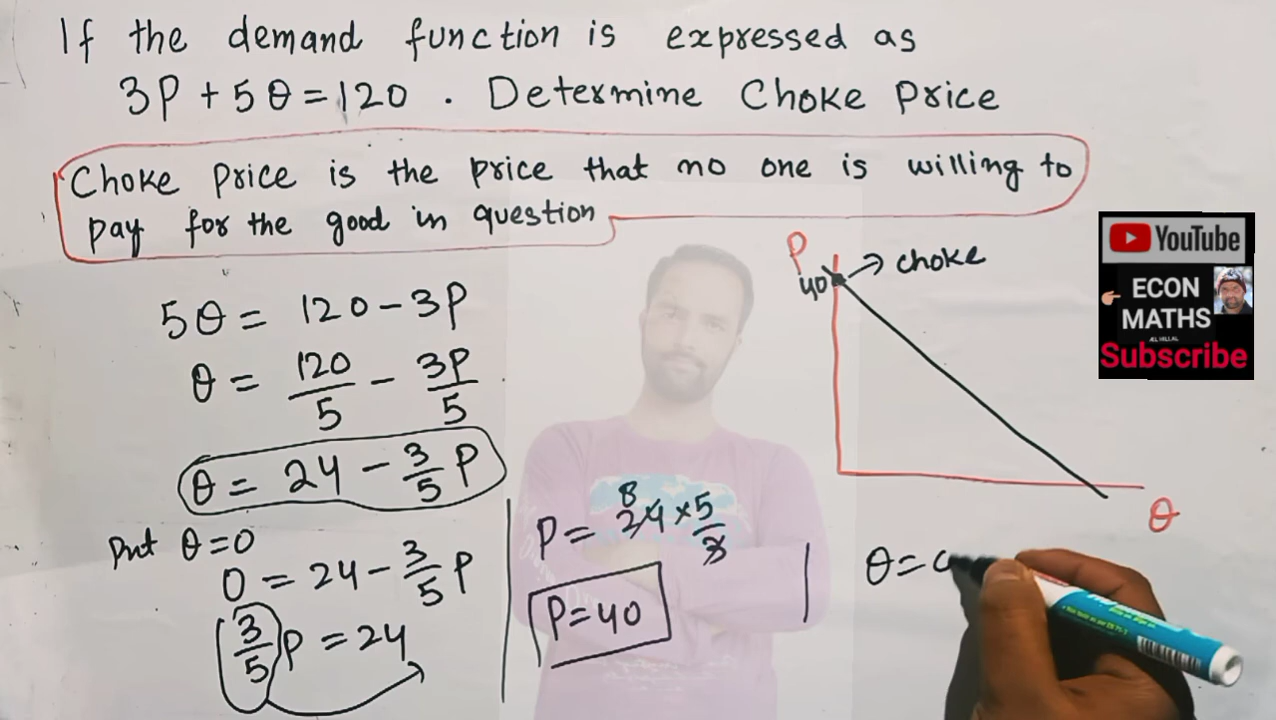 If the demand function is expressed as
3P + 5θ = 120 . Determine Choke Price
Choke Price is the price that no one is willing to
pay for the good in question
5θ = 120 - 3P
θ = 120/5 - 3P/5
θ = 24 - 3/5 P
Put θ = 0
0 = 24 - 3/5 P
3/5 P = 24
8
P = 24 × 5/3
P = 40
P
40
→ choke
θ
θ =
YouTube
ECON
MATHS
Subscribe